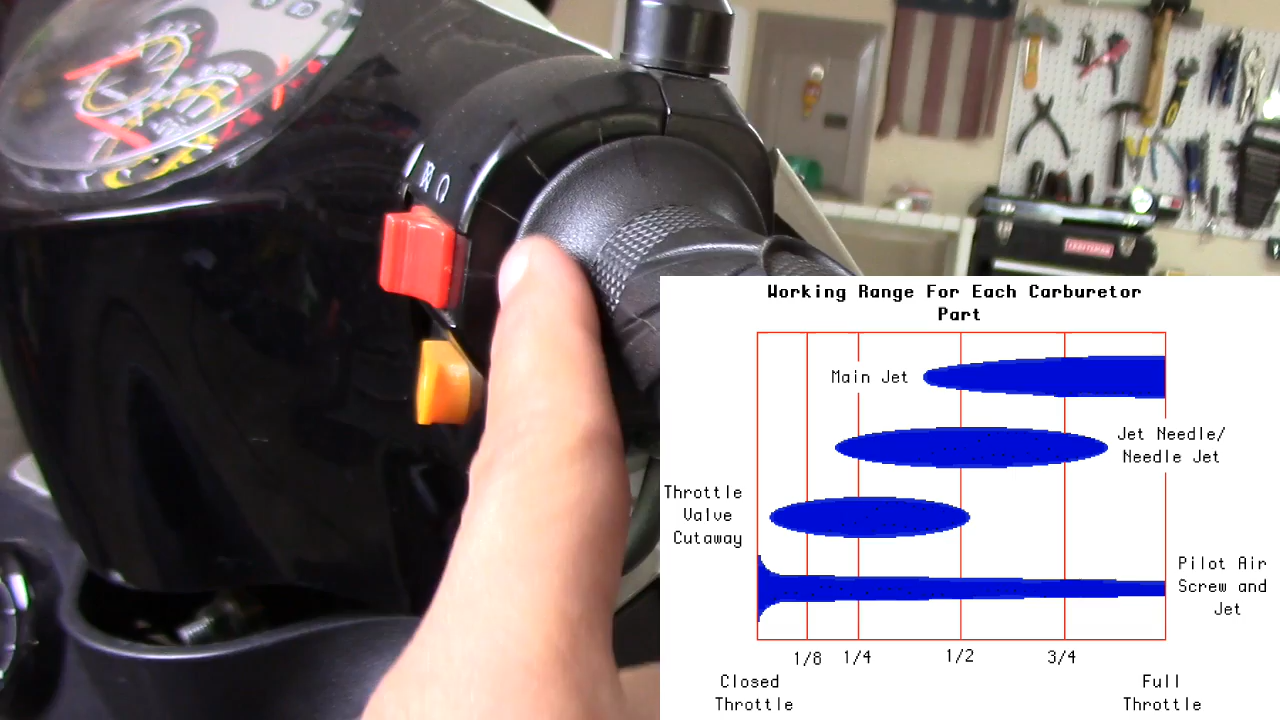 CRAFTSMAN
Working Range For Each Carburetor
Part
Main Jet
Jet Needle/
Needle Jet
Throttle
Valve
Cutaway
Pilot Air
Screw and
Jet
1/8
1/4
1/2
3/4
Closed
Throttle
Full
Throttle